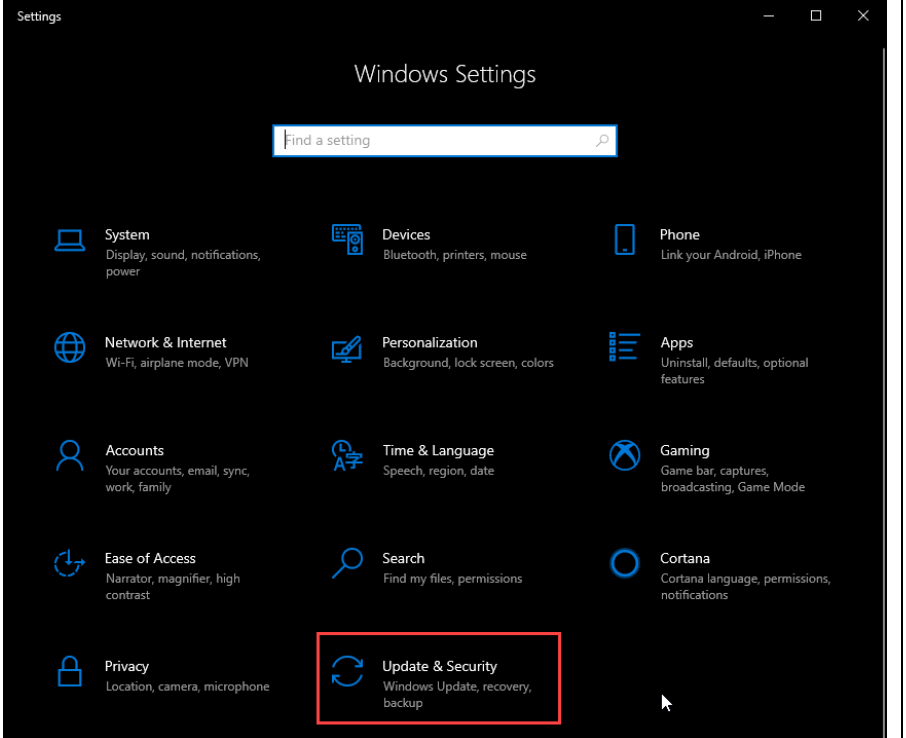 Settings
Windows Settings
Find a setting
System
Display, sound, notifications,
power
Devices
Bluetooth, printers, mouse
Phone
Link your Android, iPhone
Network & Internet
Wi-Fi, airplane mode, VPN
Personalization
Background, lock screen, colors
Apps
Uninstall, defaults, optional
features
Accounts
Your accounts, email, sync,
work, family
Time & Language
Speech, region, date
Gaming
Game bar, captures,
broadcasting, Game Mode
Ease of Access
Narrator, magnifier, high
contrast
Search
Find my files, permissions
Cortana
Cortana language, permissions,
notifications
Privacy
Location, camera, microphone
Update & Security
Windows Update, recovery,
backup